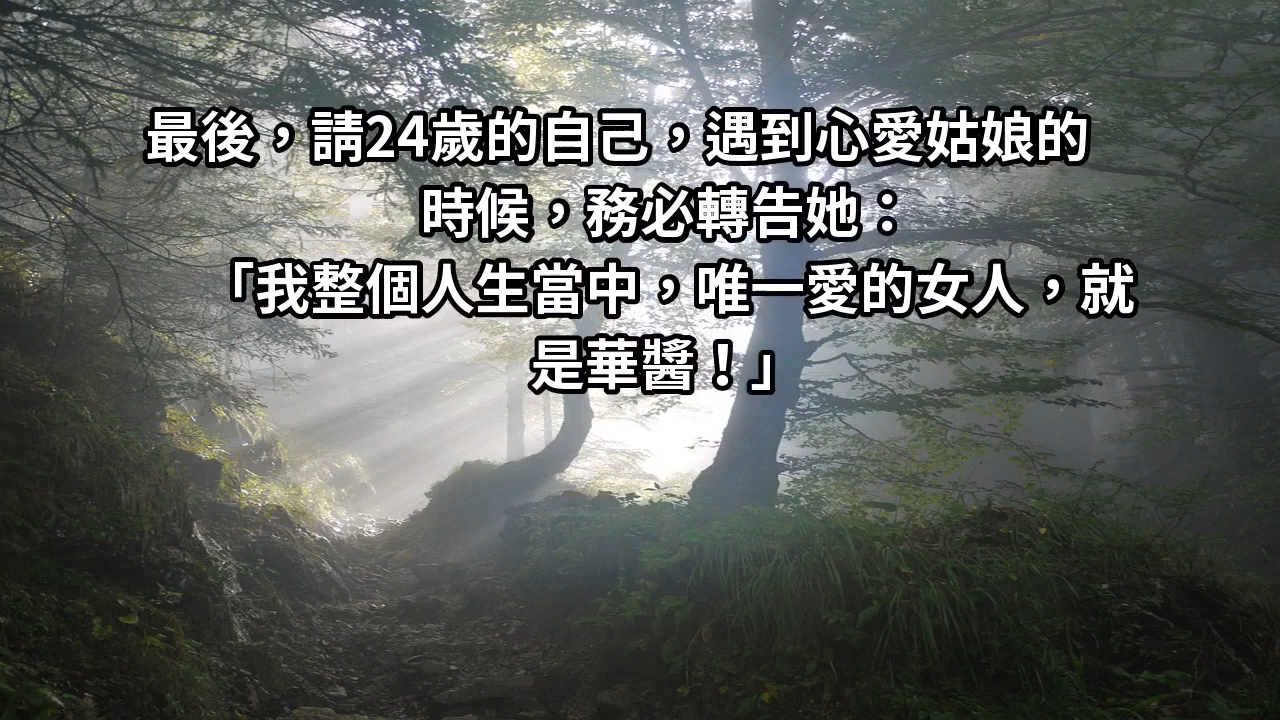 最後，請24歲的自己，遇到心愛姑娘的
時候，務必轉告她：
「我整個人生當中，唯一愛的女人，就
是華醬！」